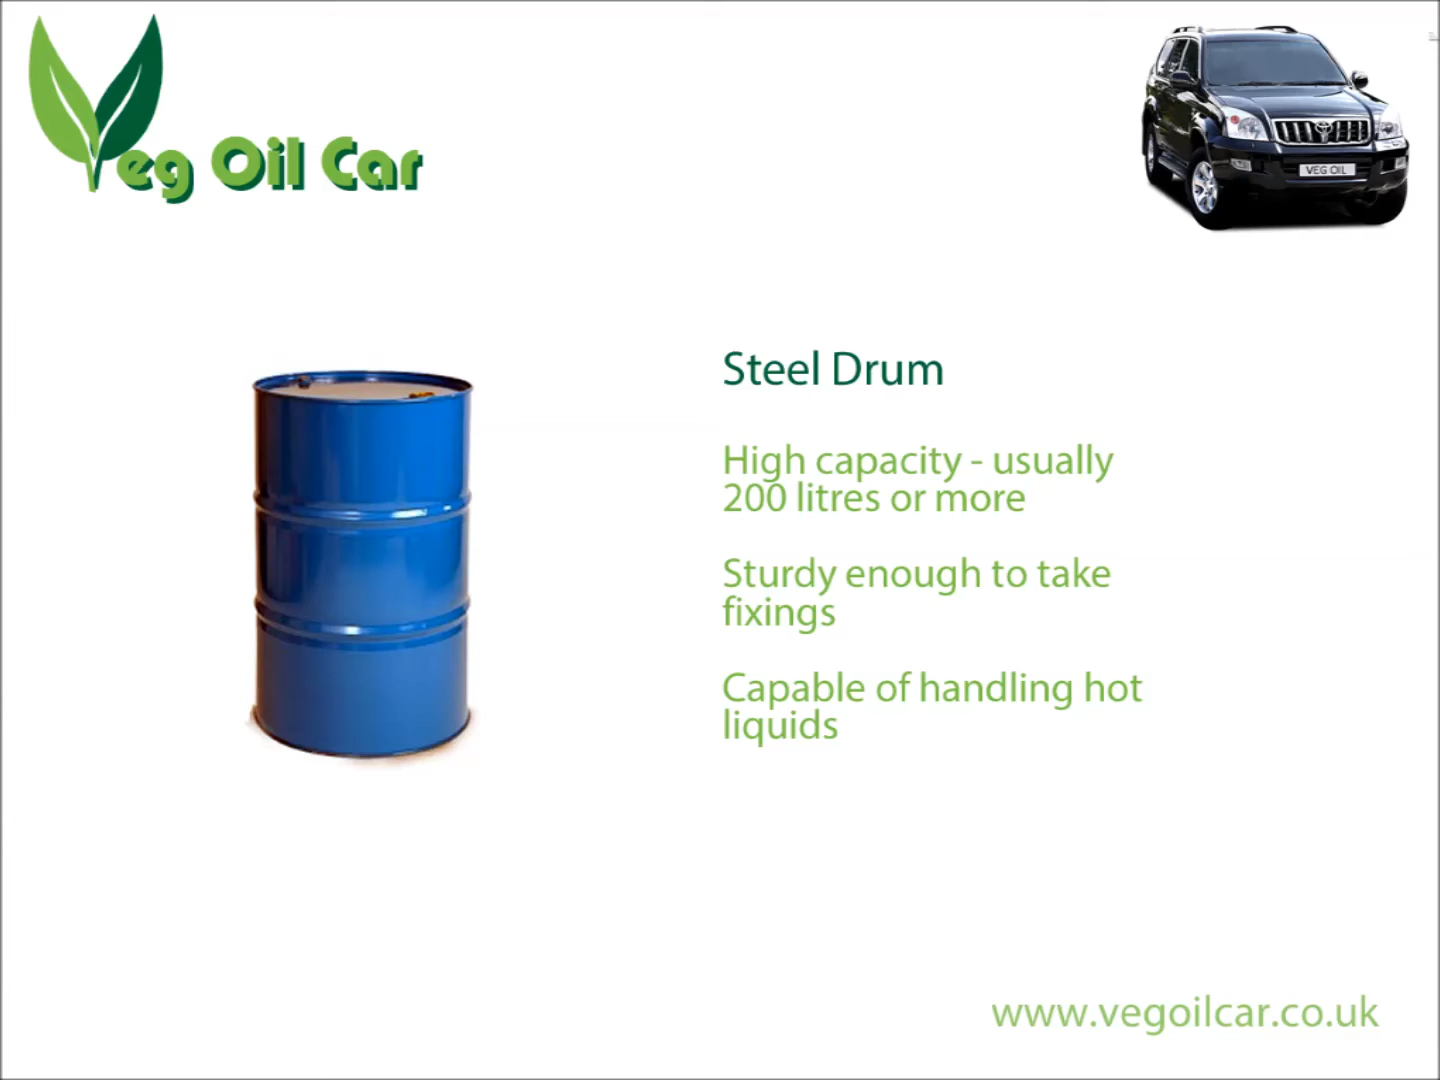 Veg Oil Car
VEG OIL
Steel Drum
High capacity - usually
200 litres or more
Sturdy enough to take
fixings
Capable of handling hot
liquids
www.vegoilcar.co.uk